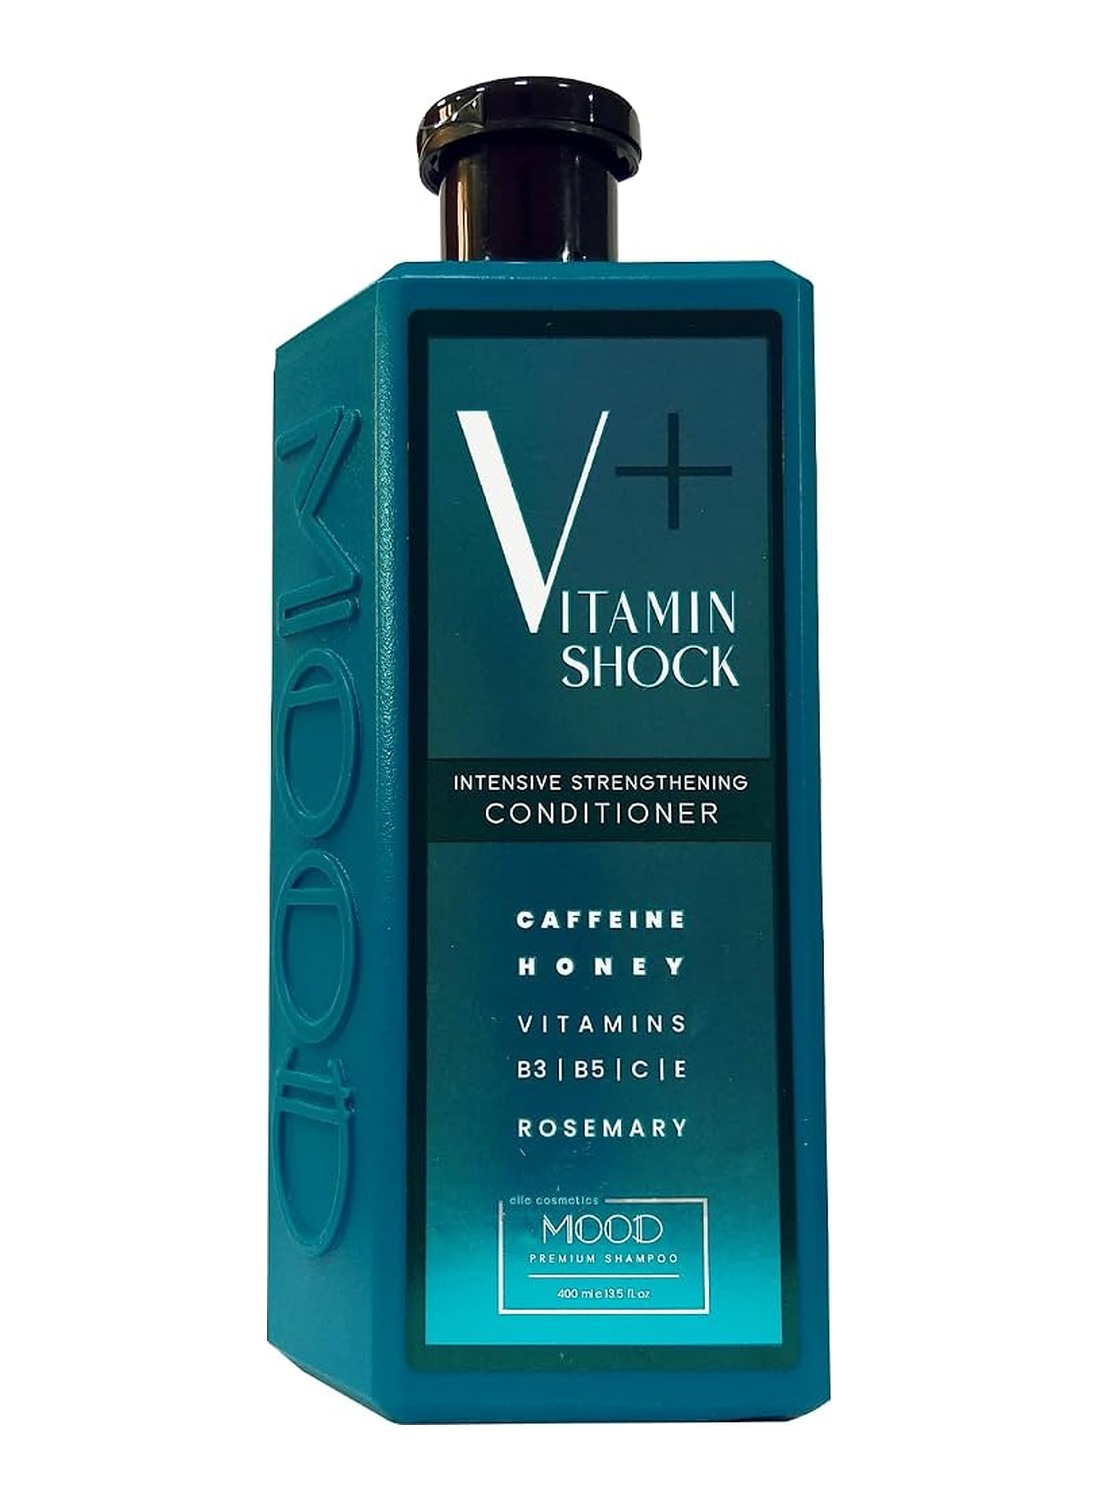 MOOD
V+
VITAMIN
SHOCK
INTENSIVE STRENGTHENING
CONDITIONER
CAFFEINE
HONEY
VITAMINS
B3 | B5 | C | E
ROSEMARY
elle cosmetics
MOOD
PREMIUM SHAMPOO
400 ml e 13.5 fl. oz